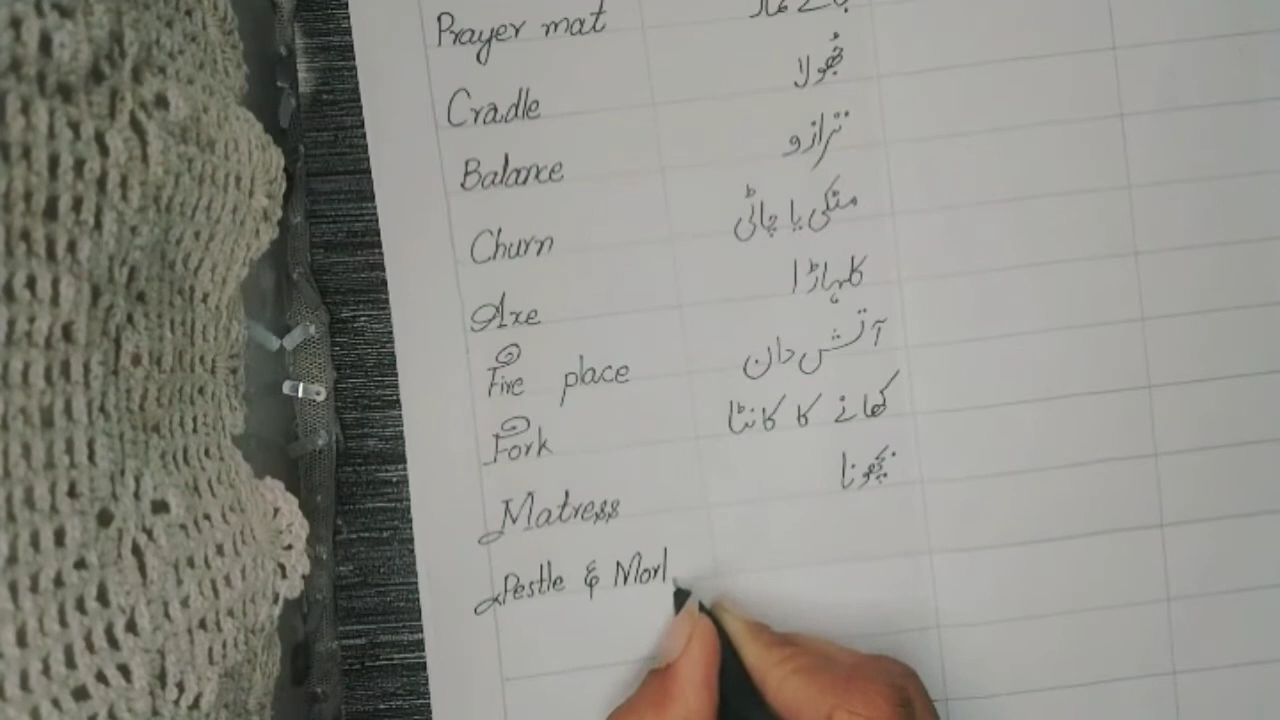 Prayer mat
Cradle جھولا
Balance ترازو
Churn مٹکی یا چاٹی
Axe کلہاڑا
Fire place آتش دان
Fork کھانے کا کانٹا
Matress بچھونا
Pestle & Mort